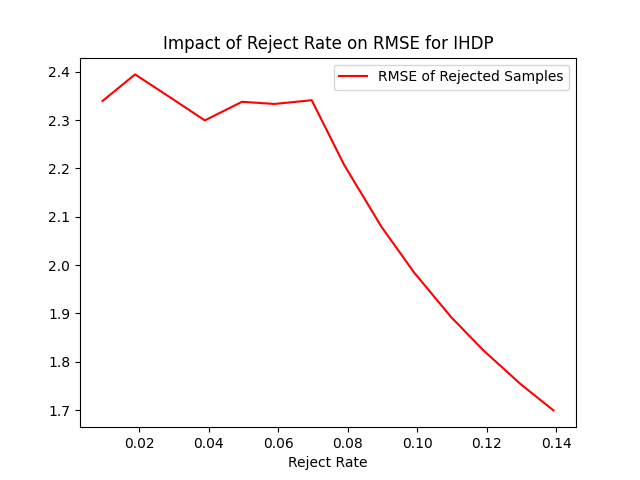 Impact of Reject Rate on RMSE for IHDP
RMSE of Rejected Samples
2.4
2.3
2.2
2.1
2.0
1.9
1.8
1.7
0.02 0.04 0.06 0.08 0.10 0.12 0.14
Reject Rate